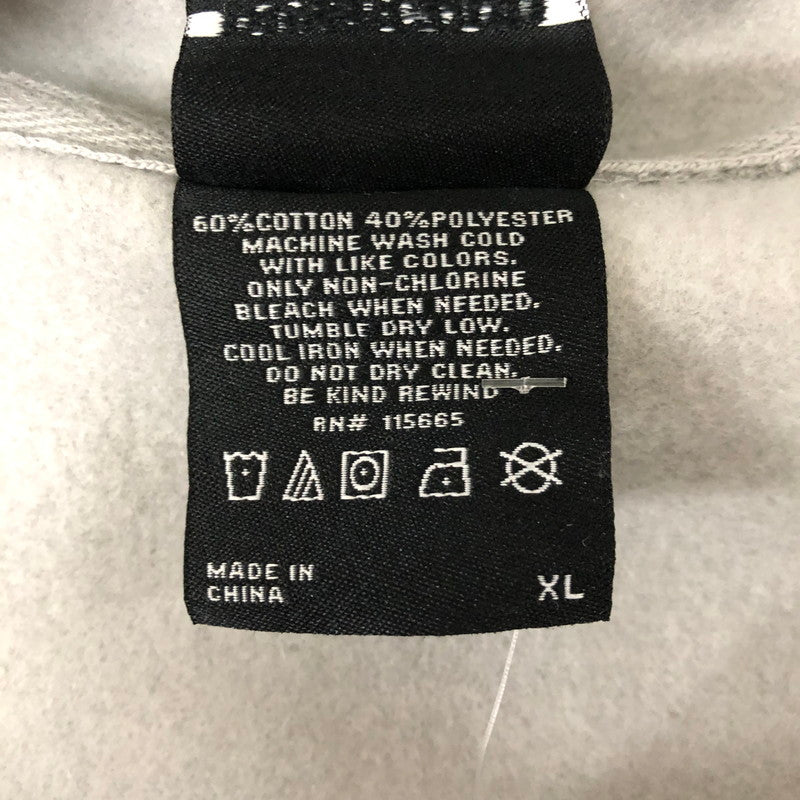 60%COTTON 40%POLYESTER
MACHINE WASH COLD
WITH LIKE COLORS.
ONLY NON-CHLORINE
BLEACH WHEN NEEDED.
TUMBLE DRY LOW.
COOL IRON WHEN NEEDED.
DO NOT DRY CLEAN.
BE KIND REWIND
RN# 115665
MADE IN
CHINA
XL